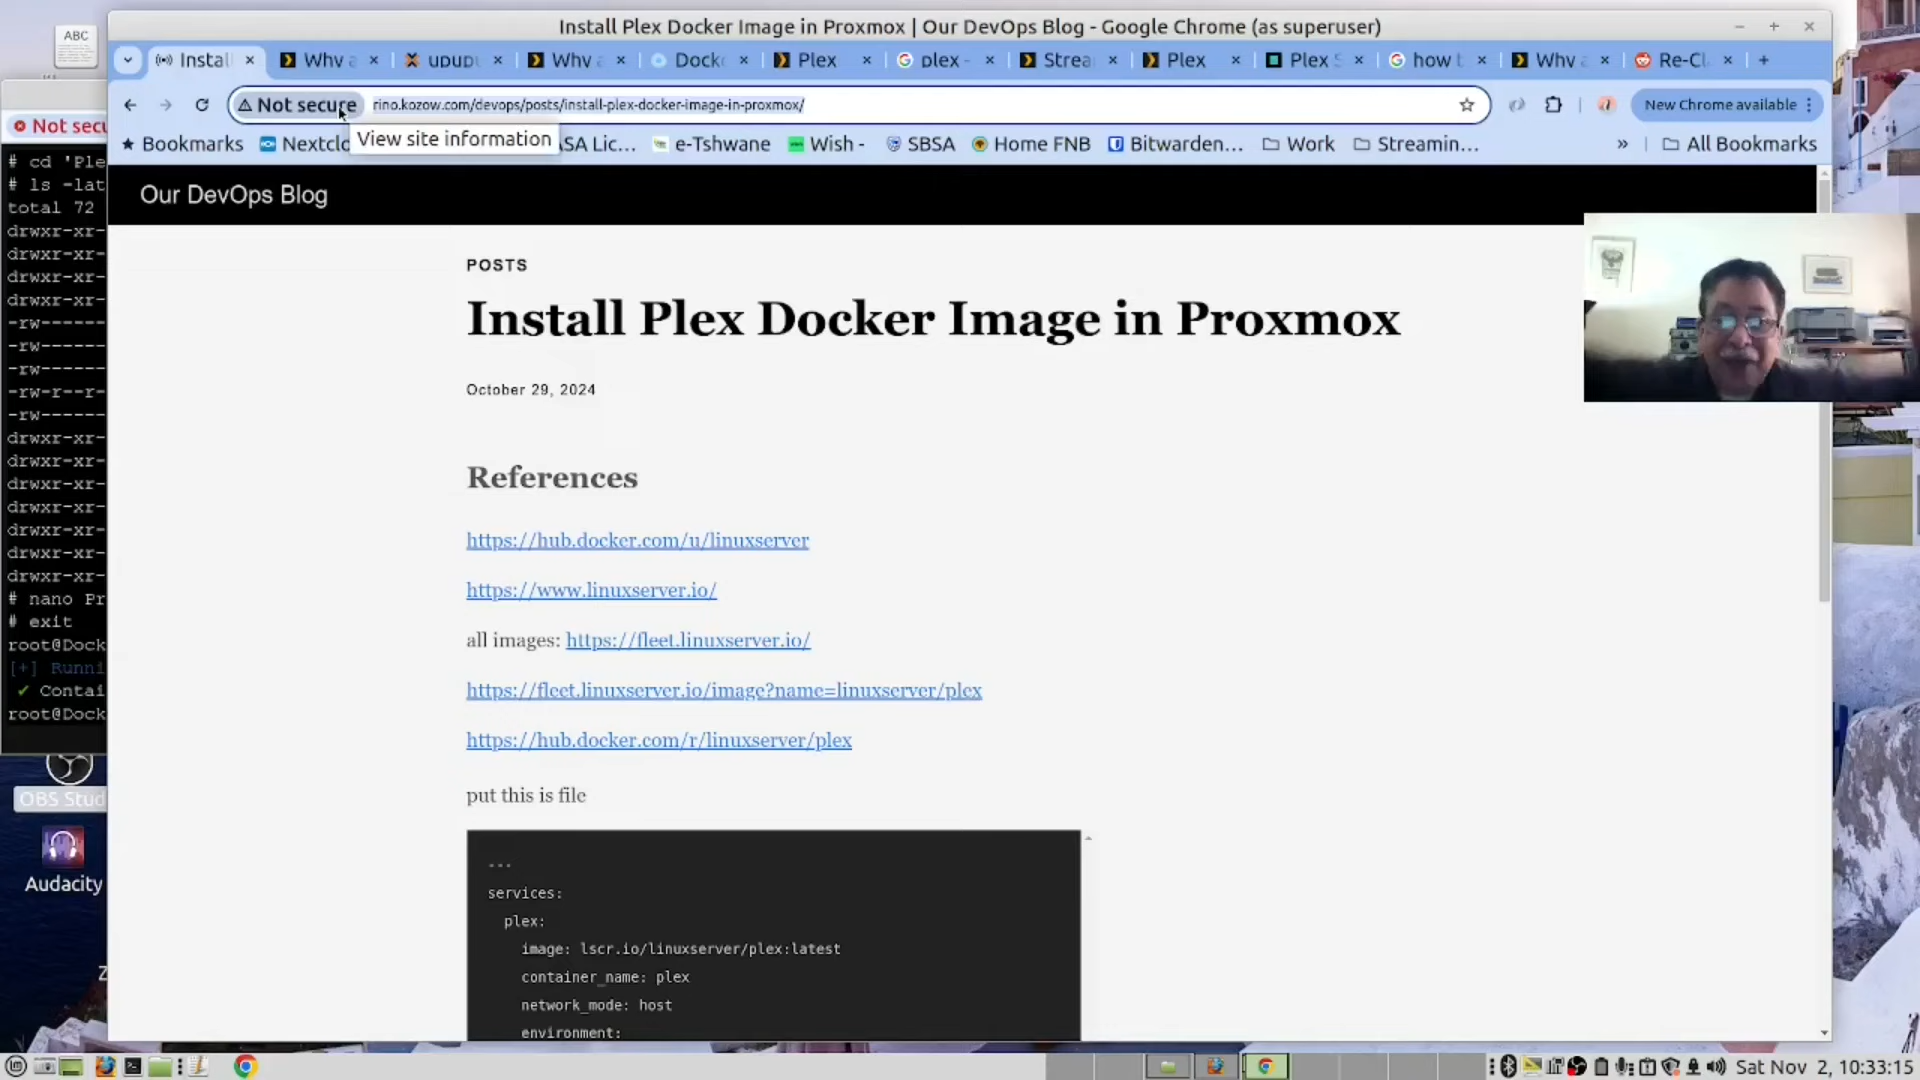 ABC
Install Plex Docker Image in Proxmox | Our DevOps Blog - Google Chrome (as superuser)
Instal
Why
Why
Dock
Plex
plex -
Strea
Plex
Plex S
how t
Why
Re-Cl
Not secure
rino.kozow.com/devops/posts/install-plex-docker-image-in-proxmox/
New Chrome available
View site information
Bookmarks
Nextclo
SA Lic...
e-Tshwane
Wish -
SBSA
Home FNB
Bitwarden...
Work
Streamin...
»
All Bookmarks
Not secu
# cd 'Ple
# ls -lat
total 72
drwxr-xr-
drwxr-xr-
drwxr-xr-
drwxr-xr-
-rw------
-rw------
-rw------
-rw-r--r-
-rw------
drwxr-xr-
drwxr-xr-
drwxr-xr-
drwxr-xr-
drwxr-xr-
drwxr-xr-
drwxr-xr-
# nano Pr
# exit
root@Dock
[+] Runni
✔ Contai
root@Dock
Our DevOps Blog
POSTS
Install Plex Docker Image in Proxmox
October 29, 2024
References
https://hub.docker.com/u/linuxserver
https://www.linuxserver.io/
all images: https://fleet.linuxserver.io/
https://fleet.linuxserver.io/image?name=linuxserver/plex
https://hub.docker.com/r/linuxserver/plex
put this is file
---
services:
plex:
image: lscr.io/linuxserver/plex:latest
container_name: plex
network_mode: host
environment:
OBS Stud
Audacity
Z
Sat Nov 2, 10:33:15